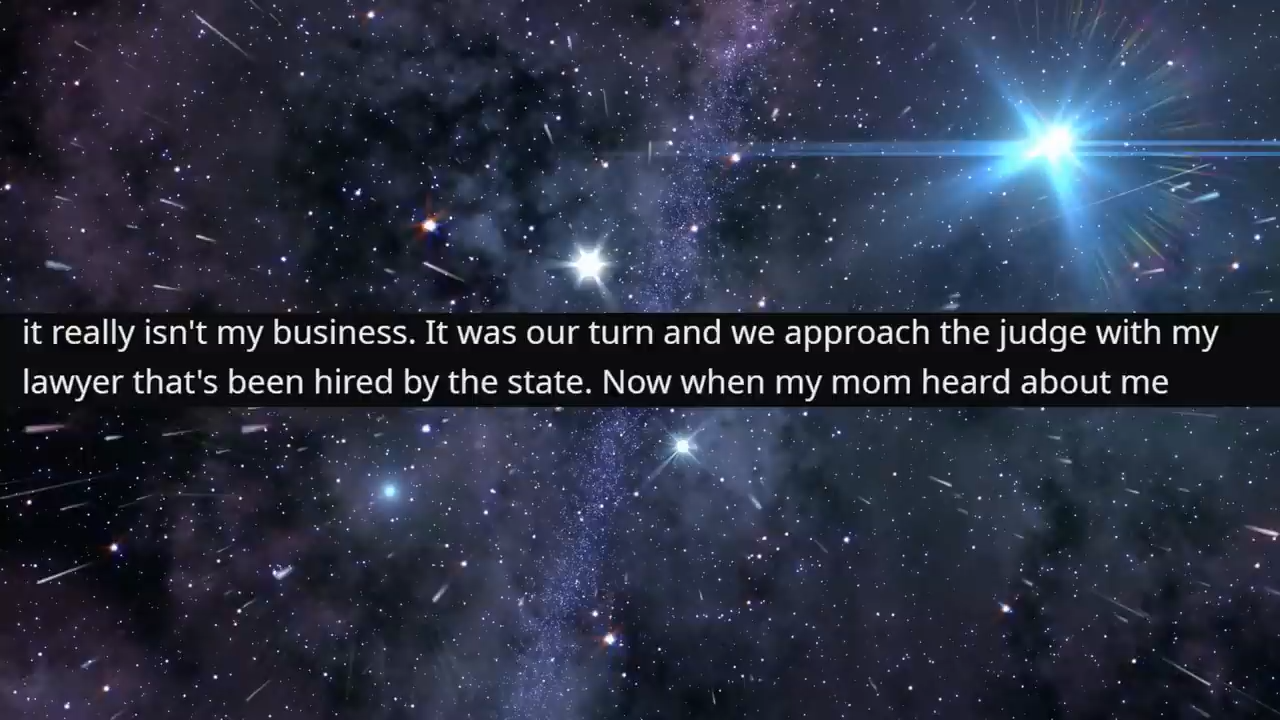 it really isn't my business. It was our turn and we approach the judge with my
lawyer that's been hired by the state. Now when my mom heard about me